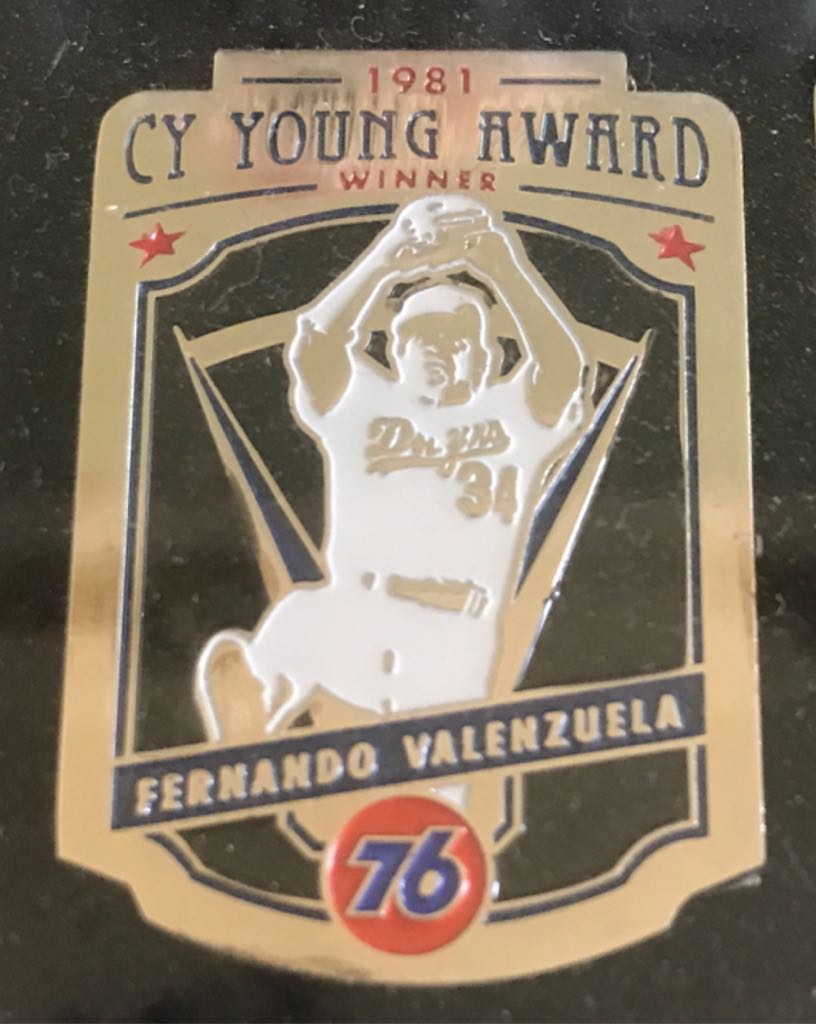 1981
CY YOUNG AWARD
WINNER
Dodgers
34
FERNANDO VALENZUELA
76